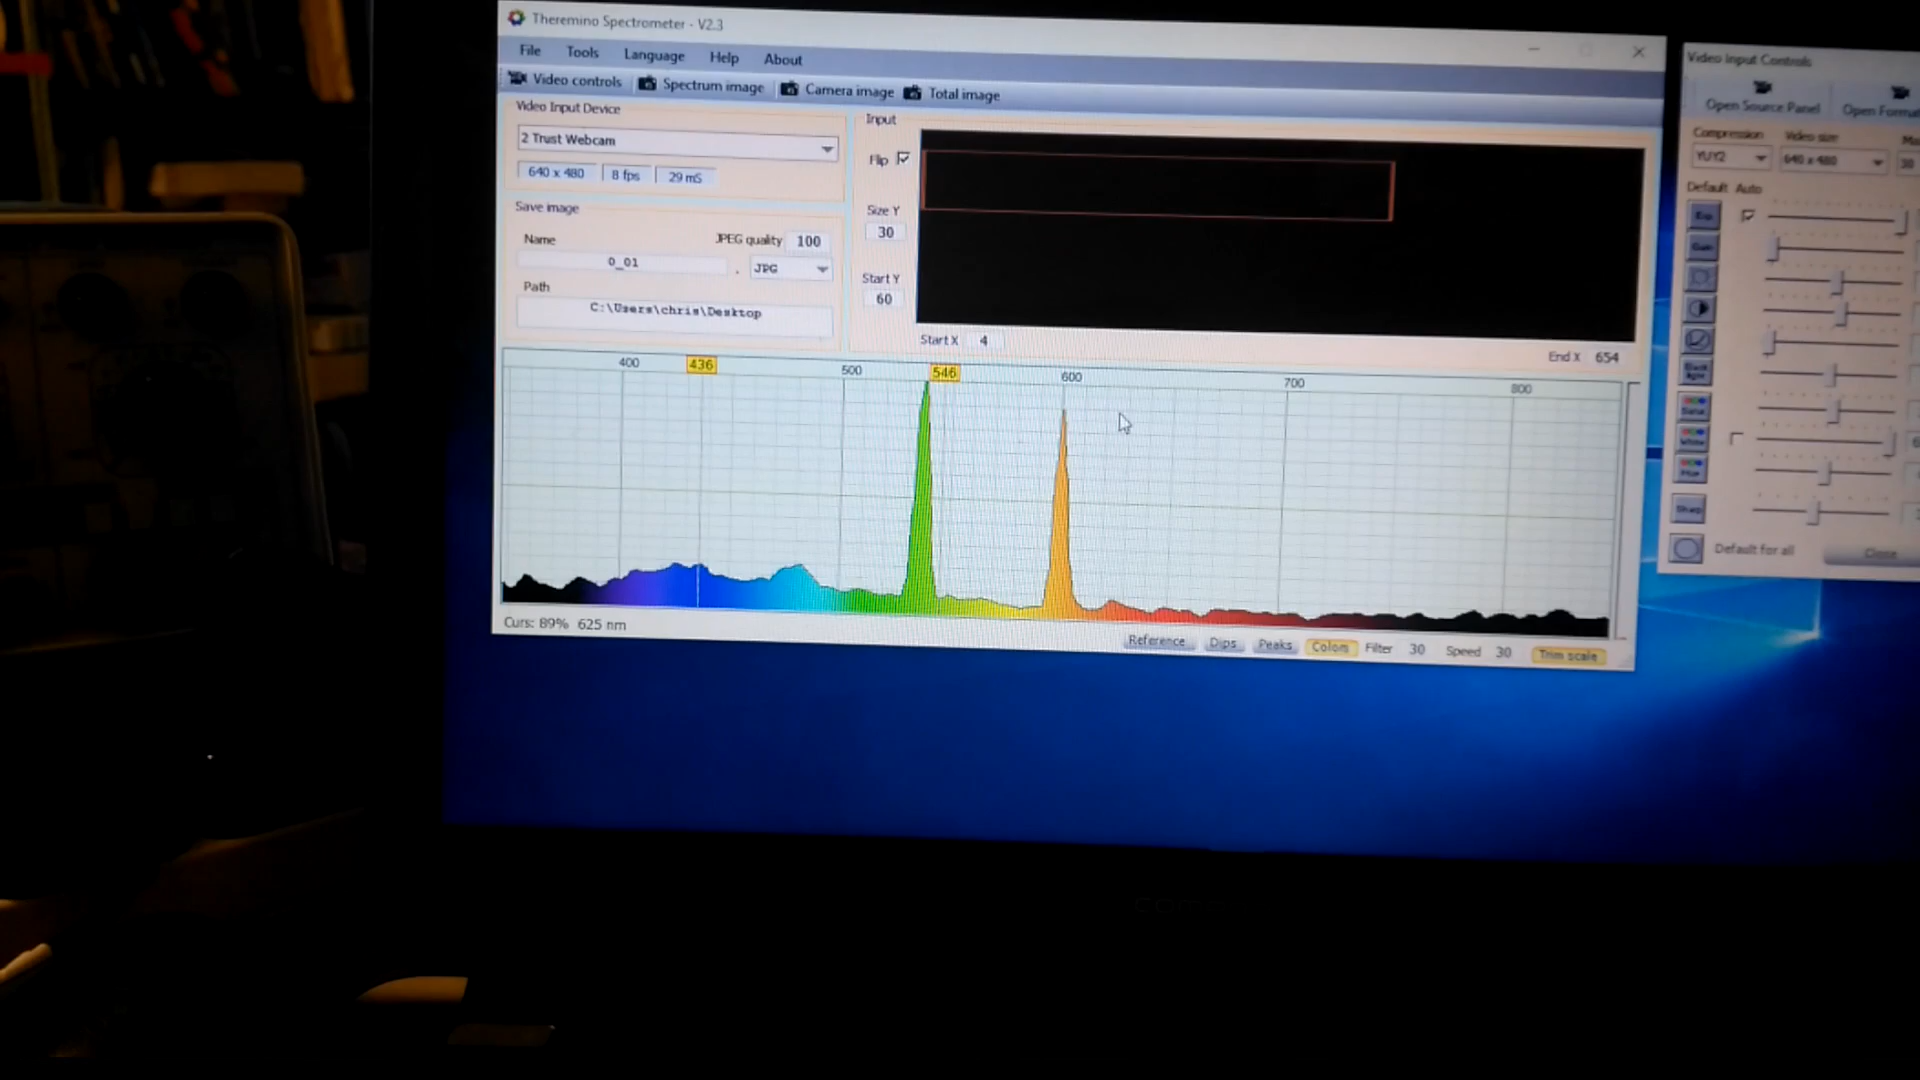 Theremino Spectrometer - V2.3
File Tools Language Help About
Video controls Spectrum image Camera image Total image
Video Input Device
2 Trust Webcam
640 x 480 8 fps 29 mS
Save image
Name JPEG quality 100
0_01 . JPG
Path
C:\Users\chris\Desktop
Input
Flip
Size Y
30
Start Y
60
Start X 4
End X 654
400 436 500 546 600 700 800
Curs: 89% 625 nm
Reference Dips Peaks Colors Filter 30 Speed 30 Trim scale
Video Input Controls
Open Source Panel Open Forma
Compression Video size
YUY2 640 x 480 30
Default Auto
Default for all Close